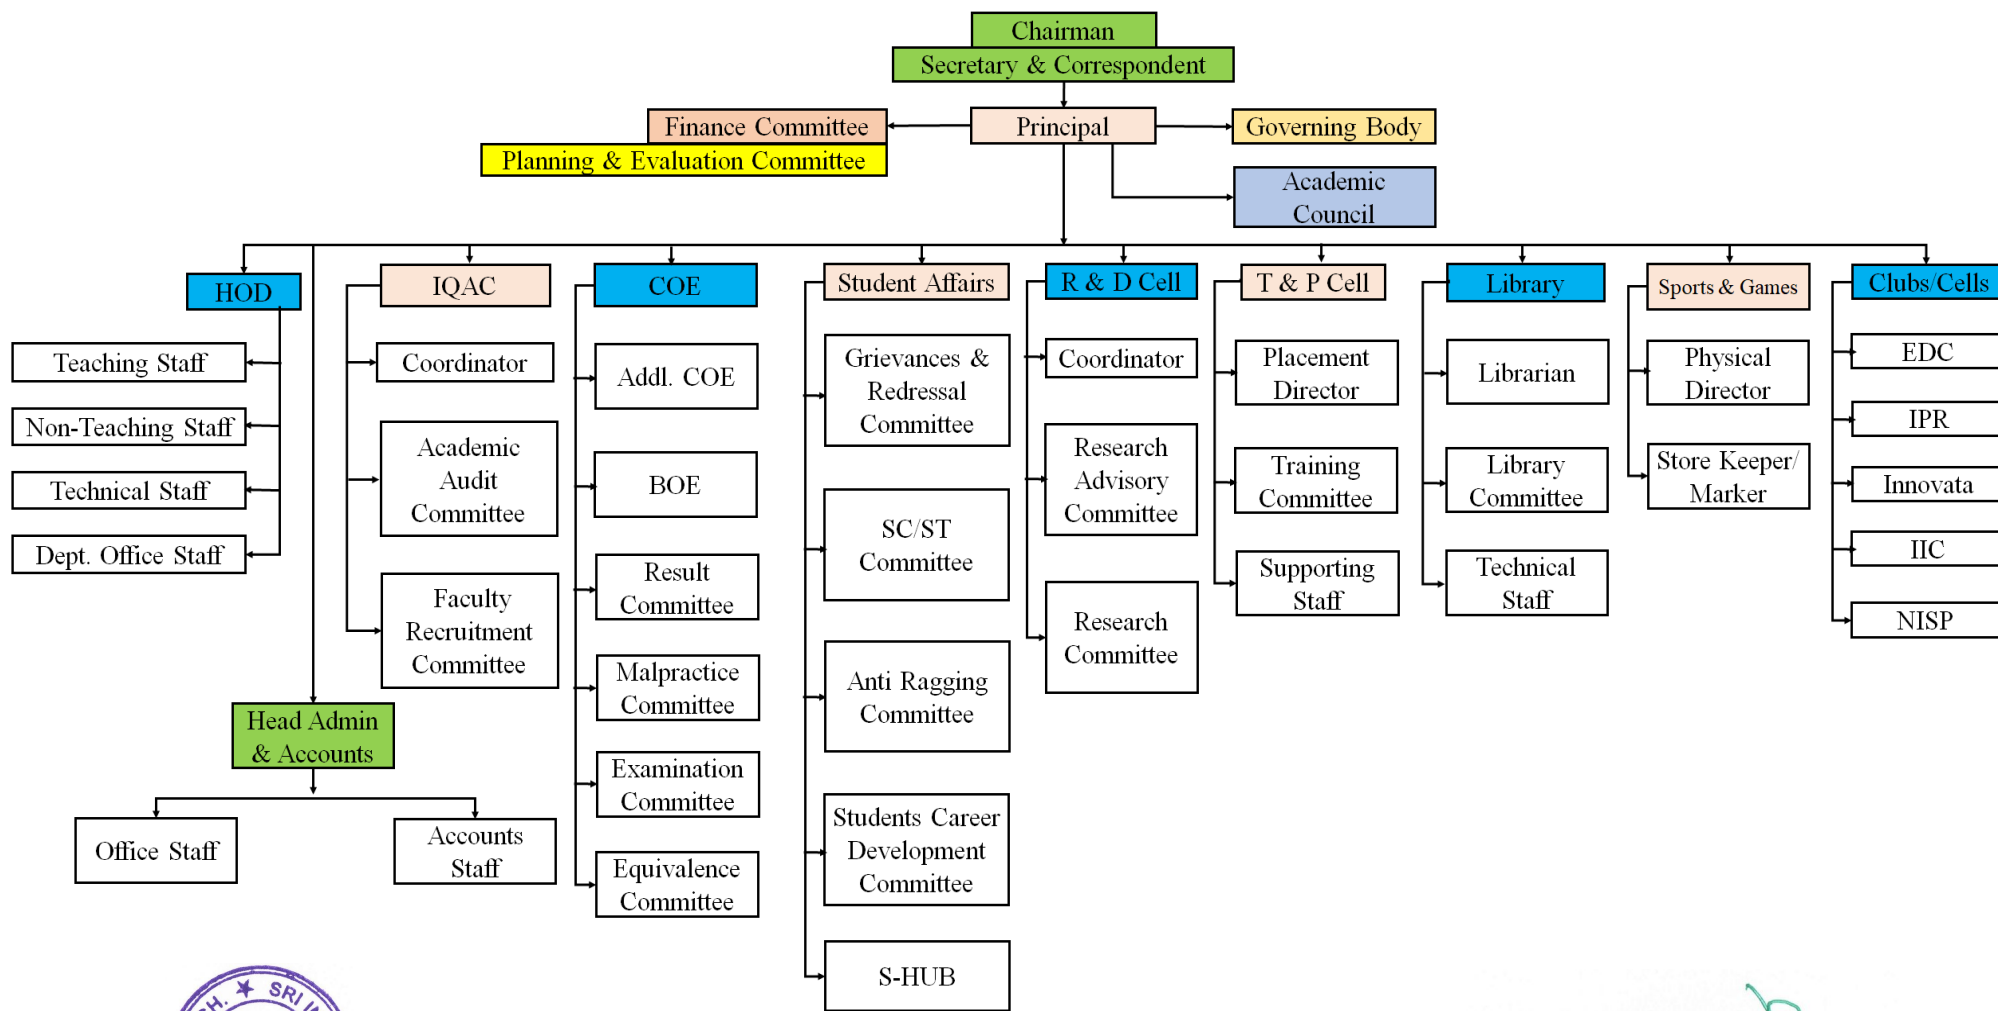 Chairman
Secretary & Correspondent
Finance Committee
Principal
Governing Body
Planning & Evaluation Committee
Academic
Council
HOD
Teaching Staff
Non-Teaching Staff
Technical Staff
Dept. Office Staff
Head Admin
& Accounts
Office Staff
Accounts
Staff
IQAC
Coordinator
Academic
Audit
Committee
Faculty
Recruitment
Committee
COE
Addl. COE
BOE
Result
Committee
Malpractice
Committee
Examination
Committee
Equivalence
Committee
Student Affairs
Grievances &
Redressal
Committee
SC/ST
Committee
Anti Ragging
Committee
Students Career
Development
Committee
S-HUB
R & D Cell
Coordinator
Research
Advisory
Committee
Research
Committee
T & P Cell
Placement
Director
Training
Committee
Supporting
Staff
Library
Librarian
Library
Committee
Technical
Staff
Sports & Games
Physical
Director
Store Keeper/
Marker
Clubs/Cells
EDC
IPR
Innovata
IIC
NISP
SRI